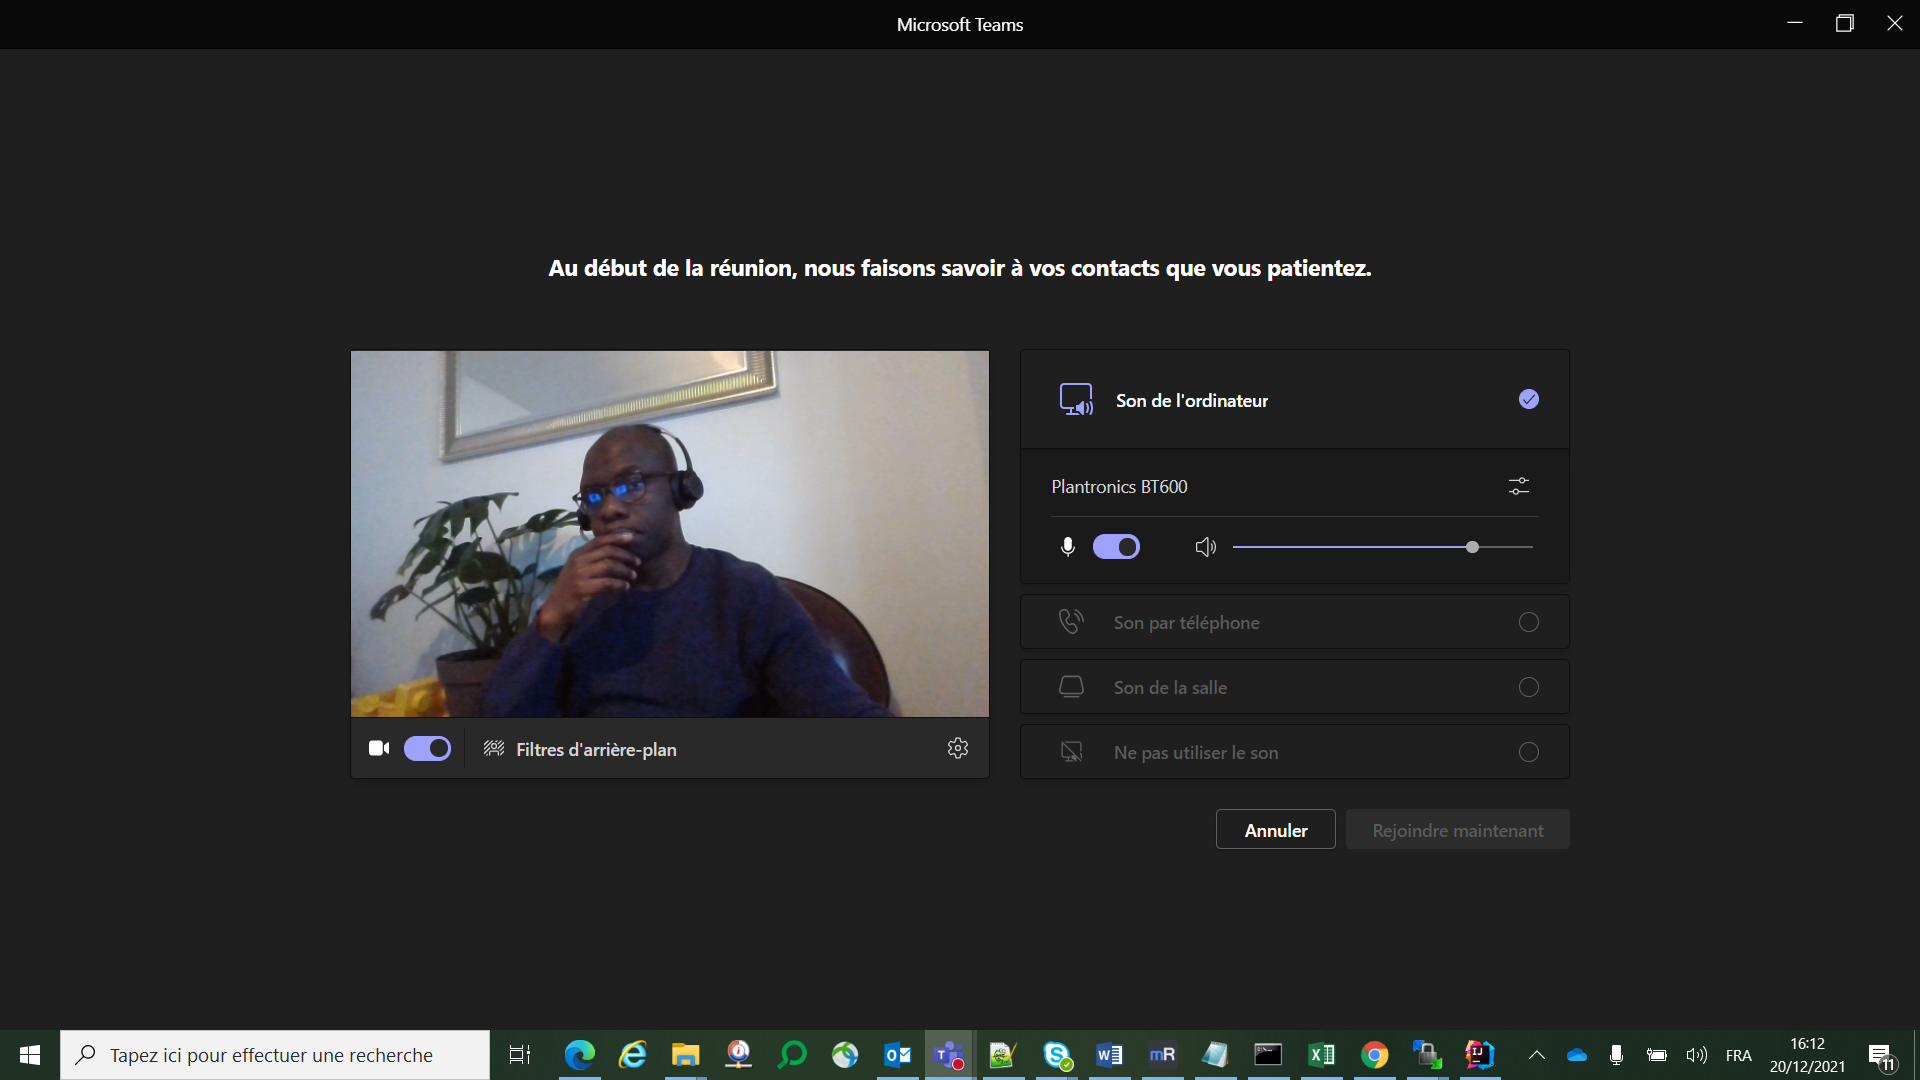 Microsoft Teams
Au début de la réunion, nous faisons savoir à vos contacts que vous patientez.
Son de l'ordinateur
Plantronics BT600
Son par téléphone
Son de la salle
Ne pas utiliser le son
Filtres d'arrière-plan
Annuler
Rejoindre maintenant
Tapez ici pour effectuer une recherche
FRA
16:12
20/12/2021
11